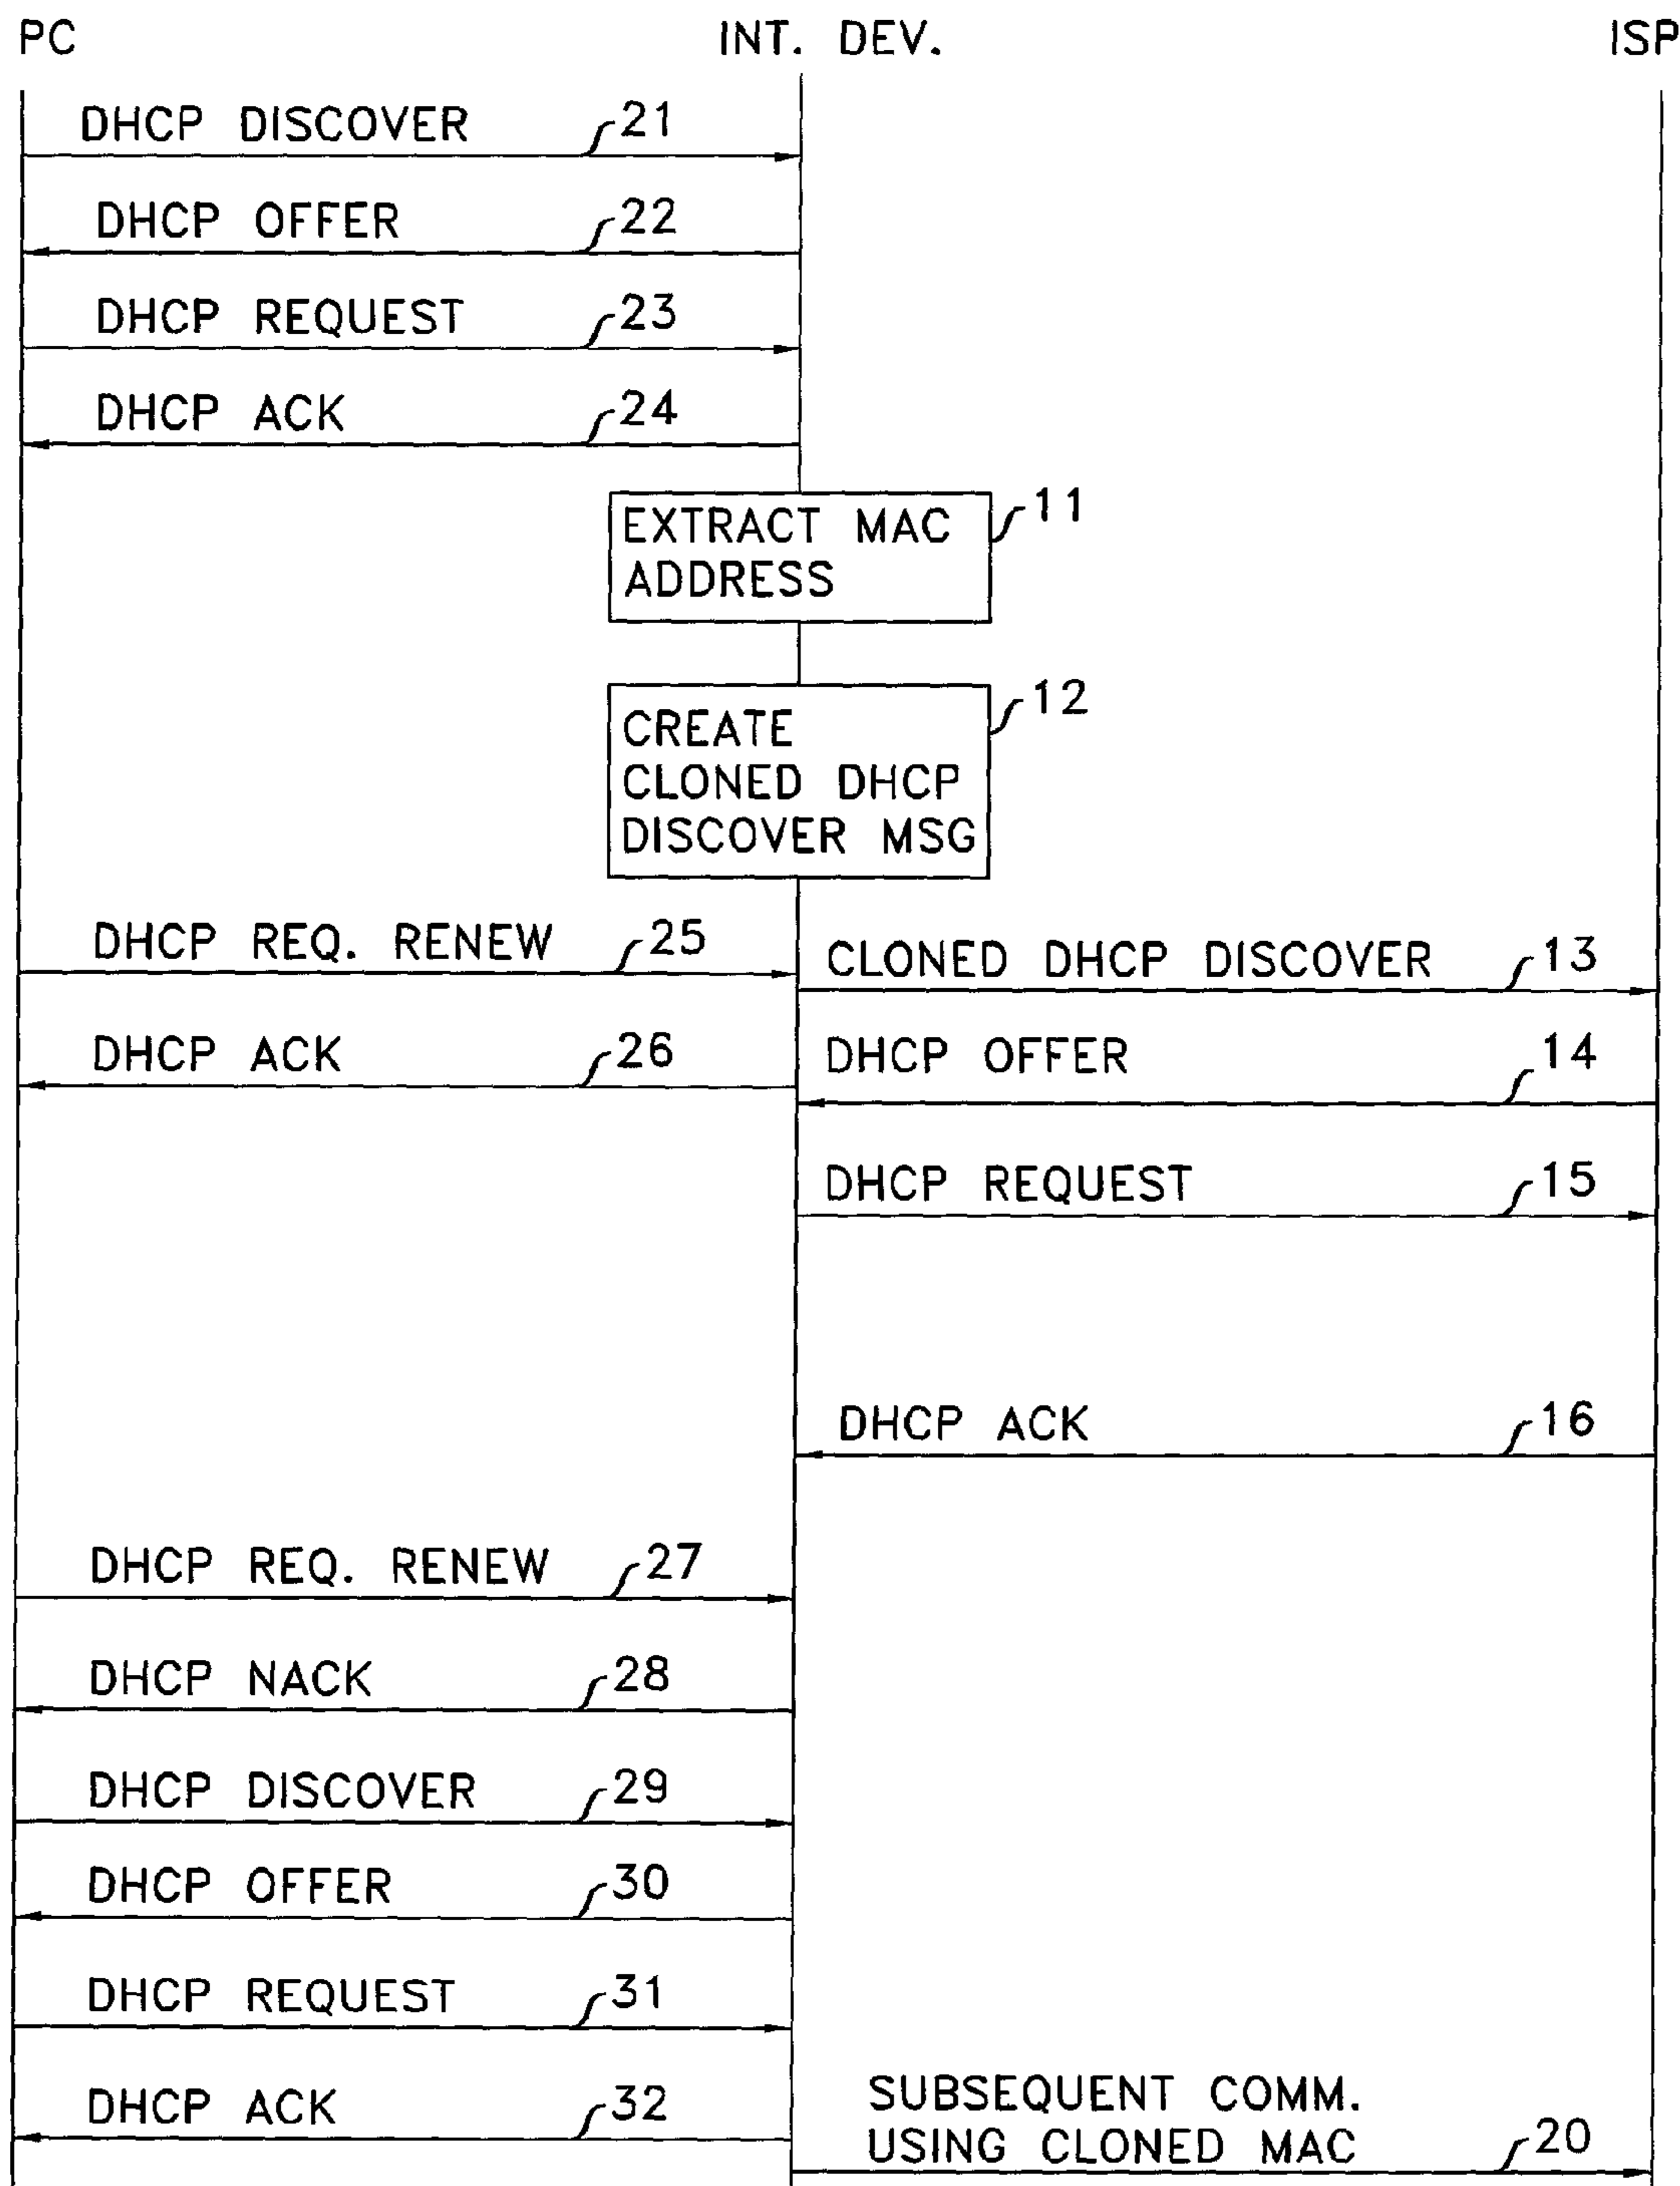 PC INT. DEV. ISP
DHCP DISCOVER 21
DHCP OFFER 22
DHCP REQUEST 23
DHCP ACK 24
EXTRACT MAC 11
ADDRESS
CREATE 12
CLONED DHCP
DISCOVER MSG
DHCP REQ. RENEW 25 CLONED DHCP DISCOVER 13
DHCP ACK 26 DHCP OFFER 14
DHCP REQUEST 15
DHCP ACK 16
DHCP REQ. RENEW 27
DHCP NACK 28
DHCP DISCOVER 29
DHCP OFFER 30
DHCP REQUEST 31
DHCP ACK 32 SUBSEQUENT COMM.
USING CLONED MAC 20